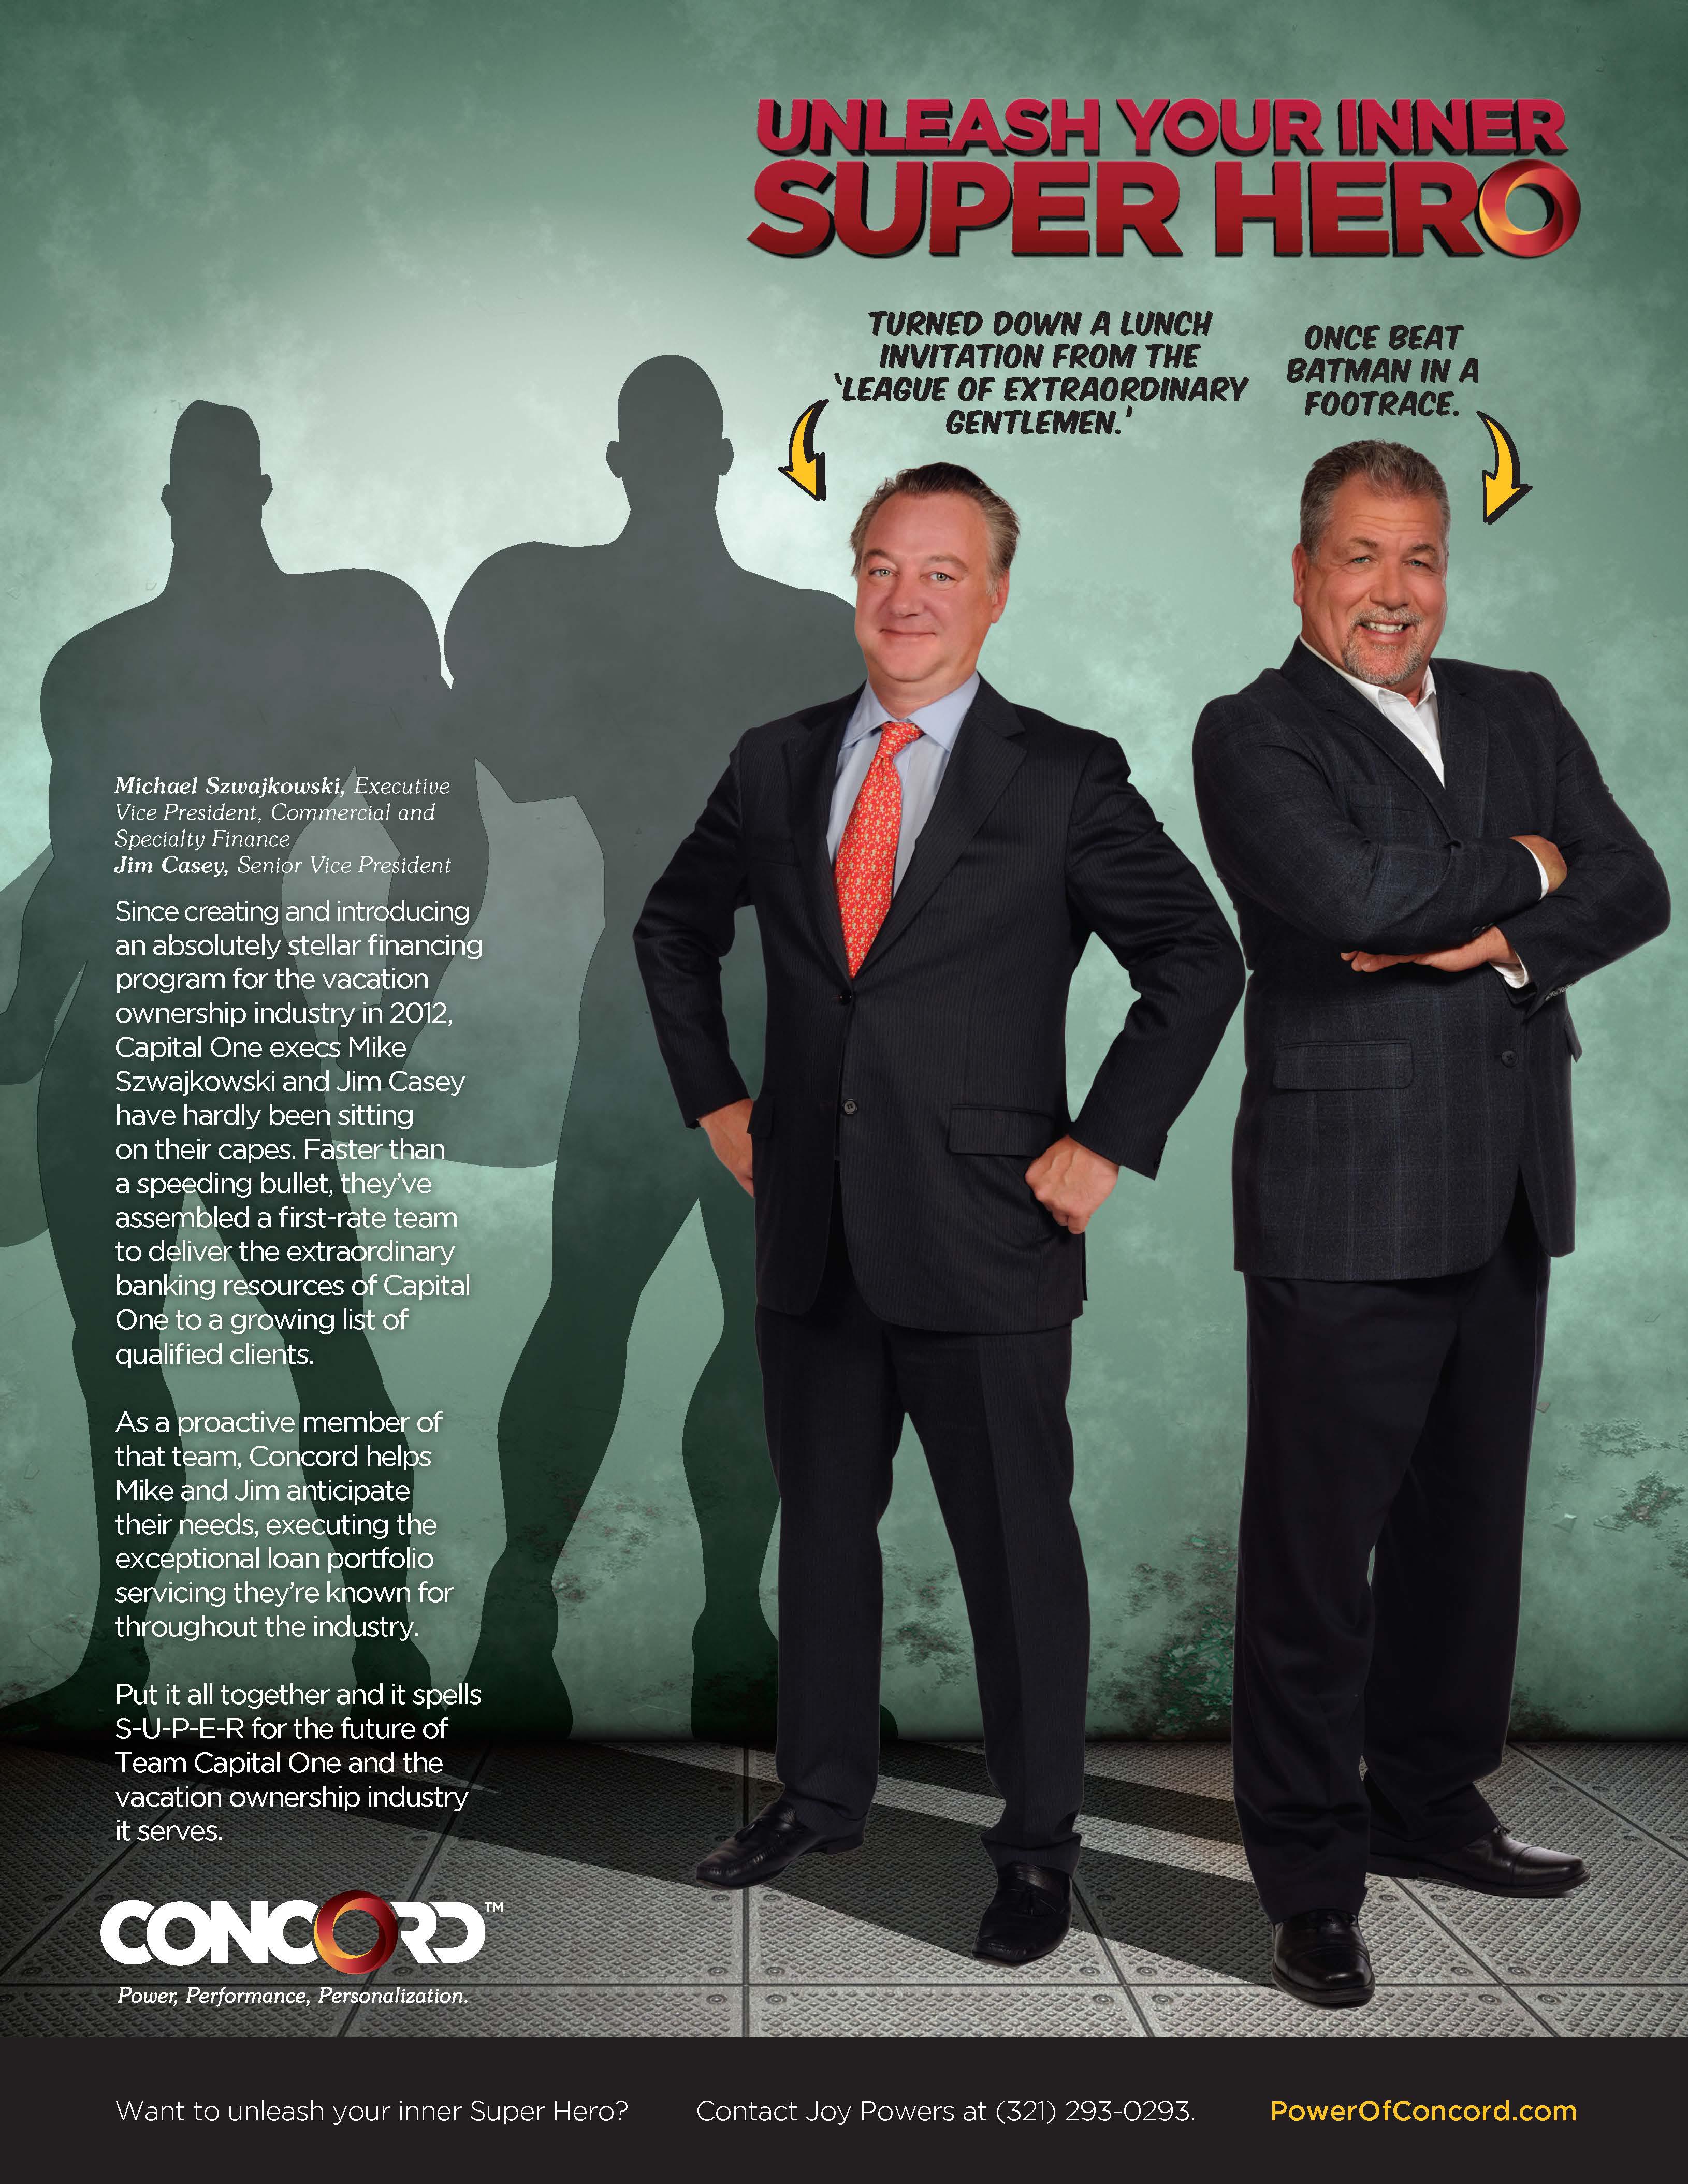 UNLEASH YOUR INNER
SUPER HERO
TURNED DOWN A LUNCH
INVITATION FROM THE
‘LEAGUE OF EXTRAORDINARY
GENTLEMEN.’
ONCE BEAT
BATMAN IN A
FOOTRACE.
Michael Szwajkowski, Executive
Vice President, Commercial and
Specialty Finance
Jim Casey, Senior Vice President
Since creating and introducing
an absolutely stellar financing
program for the vacation
ownership industry in 2012,
Capital One execs Mike
Szwajkowski and Jim Casey
have hardly been sitting
on their capes. Faster than
a speeding bullet, they’ve
assembled a first-rate team
to deliver the extraordinary
banking resources of Capital
One to a growing list of
qualified clients.
As a proactive member of
that team, Concord helps
Mike and Jim anticipate
their needs, executing the
exceptional loan portfolio
servicing they’re known for
throughout the industry.
Put it all together and it spells
S-U-P-E-R for the future of
Team Capital One and the
vacation ownership industry
it serves.
CONCORD™
Power, Performance, Personalization.
Want to unleash your inner Super Hero? Contact Joy Powers at (321) 293-0293. PowerOfConcord.com